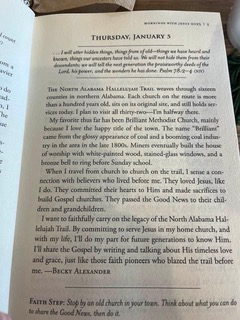 MORNINGS WITH JESUS 2023 | 5
THURSDAY, JANUARY 5
. . . I will utter hidden things, things from of old—things we have heard and
known, things our ancestors have told us. We will not hide them from their
descendants; we will tell the next generation the praiseworthy deeds of the
Lord, his power, and the wonders he has done. Psalm 78:2–4 (NIV)
THE NORTH ALABAMA HALLELUJAH TRAIL weaves through sixteen
counties in northern Alabama. Each church on the route is more
than a hundred years old, sits on its original site, and still holds ser-
vices today. I plan to visit all thirty-two—I'm halfway there.
My favorite thus far has been Brilliant Methodist Church, mainly
because I love the happy title of the town. The name "Brilliant"
came from the glossy appearance of coal and a booming coal indus-
try in the area in the late 1800s. Miners eventually built the house
of worship with white-painted wood, stained-glass windows, and a
bronze bell to ring before Sunday school.
When I travel from church to church on the trail, I sense a con-
nection with believers who lived before me. They loved Jesus, like
I do. They committed their hearts to Him and made sacrifices to
build Gospel churches. They passed the Good News to their chil-
dren and grandchildren.
I want to faithfully carry on the legacy of the North Alabama Hal-
lelujah Trail. By committing to serve Jesus in my home church, and
with my life, I'll do my part for future generations to know Him.
I'll share the Gospel by writing and talking about His timeless love
and grace, just like those faith pioneers who blazed the trail before
me. —BECKY ALEXANDER
FAITH STEP: Stop by an old church in your town. Think about what you can do
to share the Good News, then do it.